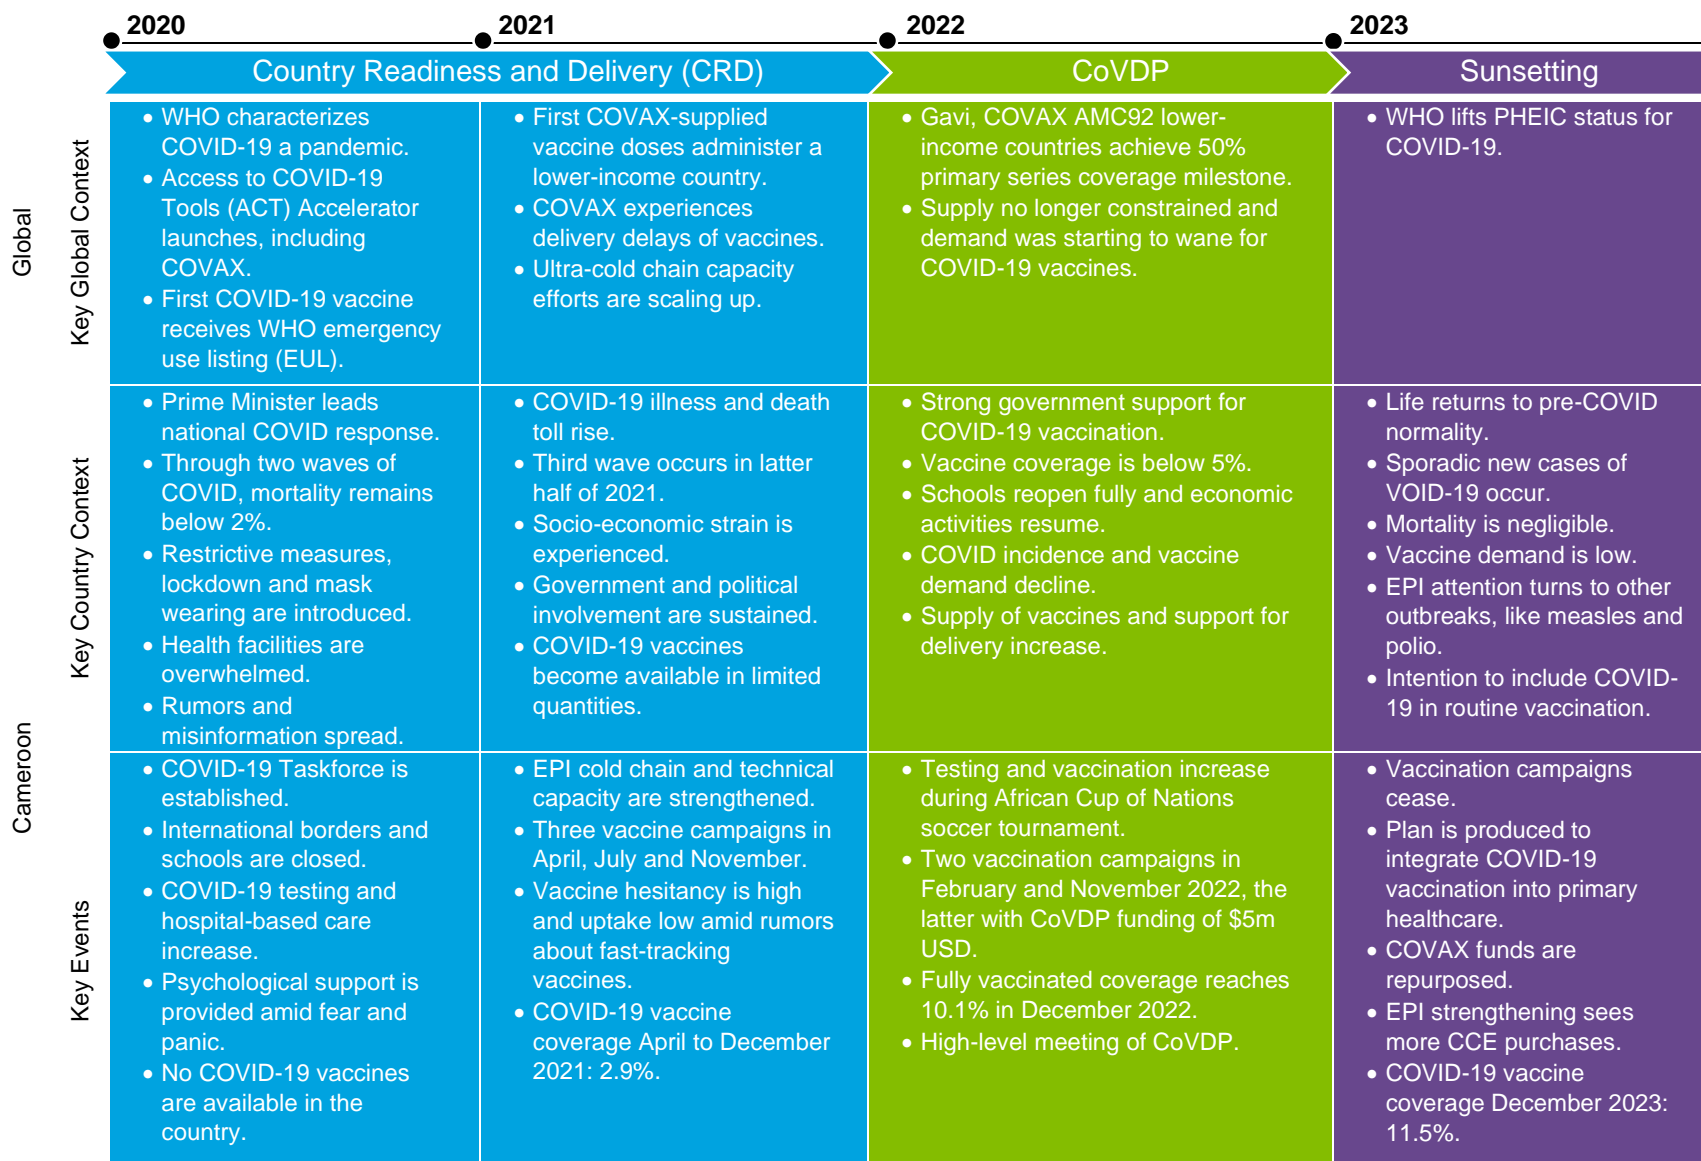 2020
2021
2022
2023
Country Readiness and Delivery (CRD)
CoVDP
Sunsetting
Global
Key Global Context
• WHO characterizes
COVID-19 a pandemic.
• Access to COVID-19
Tools (ACT) Accelerator
launches, including
COVAX.
• First COVID-19 vaccine
receives WHO emergency
use listing (EUL).
• First COVAX-supplied
vaccine doses administer a
lower-income country.
• COVAX experiences
delivery delays of vaccines.
• Ultra-cold chain capacity
efforts are scaling up.
• Gavi, COVAX AMC92 lower-
income countries achieve 50%
primary series coverage milestone.
• Supply no longer constrained and
demand was starting to wane for
COVID-19 vaccines.
• WHO lifts PHEIC status for
COVID-19.
Cameroon
Key Country Context
• Prime Minister leads
national COVID response.
• Through two waves of
COVID, mortality remains
below 2%.
• Restrictive measures,
lockdown and mask
wearing are introduced.
• Health facilities are
overwhelmed.
• Rumors and
misinformation spread.
• COVID-19 illness and death
toll rise.
• Third wave occurs in latter
half of 2021.
• Socio-economic strain is
experienced.
• Government and political
involvement are sustained.
• COVID-19 vaccines
become available in limited
quantities.
• Strong government support for
COVID-19 vaccination.
• Vaccine coverage is below 5%.
• Schools reopen fully and economic
activities resume.
• COVID incidence and vaccine
demand decline.
• Supply of vaccines and support for
delivery increase.
• Life returns to pre-COVID
normality.
• Sporadic new cases of
VOID-19 occur.
• Mortality is negligible.
• Vaccine demand is low.
• EPI attention turns to other
outbreaks, like measles and
polio.
• Intention to include COVID-
19 in routine vaccination.
Key Events
• COVID-19 Taskforce is
established.
• International borders and
schools are closed.
• COVID-19 testing and
hospital-based care
increase.
• Psychological support is
provided amid fear and
panic.
• No COVID-19 vaccines
are available in the
country.
• EPI cold chain and technical
capacity are strengthened.
• Three vaccine campaigns in
April, July and November.
• Vaccine hesitancy is high
and uptake low amid rumors
about fast-tracking
vaccines.
• COVID-19 vaccine
coverage April to December
2021: 2.9%.
• Testing and vaccination increase
during African Cup of Nations
soccer tournament.
• Two vaccination campaigns in
February and November 2022, the
latter with CoVDP funding of $5m
USD.
• Fully vaccinated coverage reaches
10.1% in December 2022.
• High-level meeting of CoVDP.
• Vaccination campaigns
cease.
• Plan is produced to
integrate COVID-19
vaccination into primary
healthcare.
• COVAX funds are
repurposed.
• EPI strengthening sees
more CCE purchases.
• COVID-19 vaccine
coverage December 2023:
11.5%.